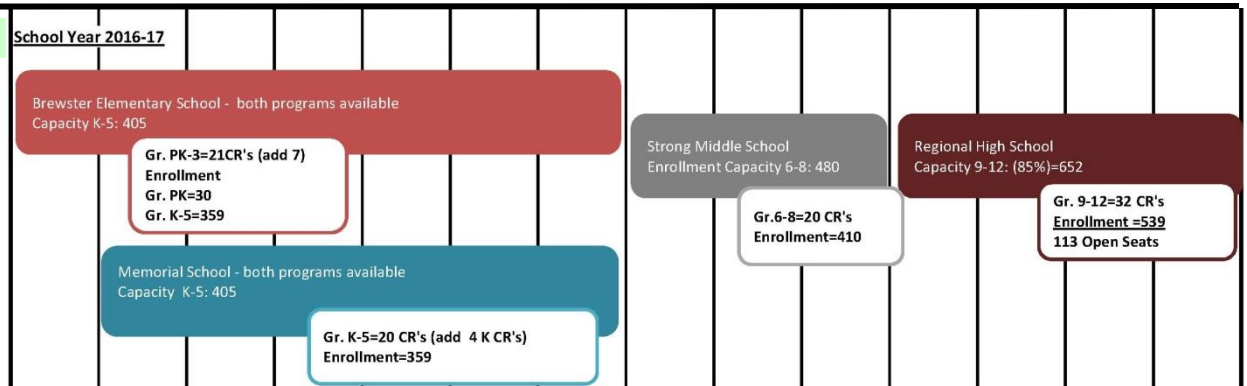 School Year 2016-17
Brewster Elementary School - both programs available
Capacity K-5: 405
Gr. PK-3=21CR's (add 7)
Enrollment
Gr. PK=30
Gr. K-5=359
Memorial School - both programs available
Capacity K-5: 405
Gr. K-5=20 CR's (add 4 K CR's)
Enrollment=359
Strong Middle School
Enrollment Capacity 6-8: 480
Gr.6-8=20 CR's
Enrollment=410
Regional High School
Capacity 9-12: (85%)=652
Gr. 9-12=32 CR's
Enrollment =539
113 Open Seats